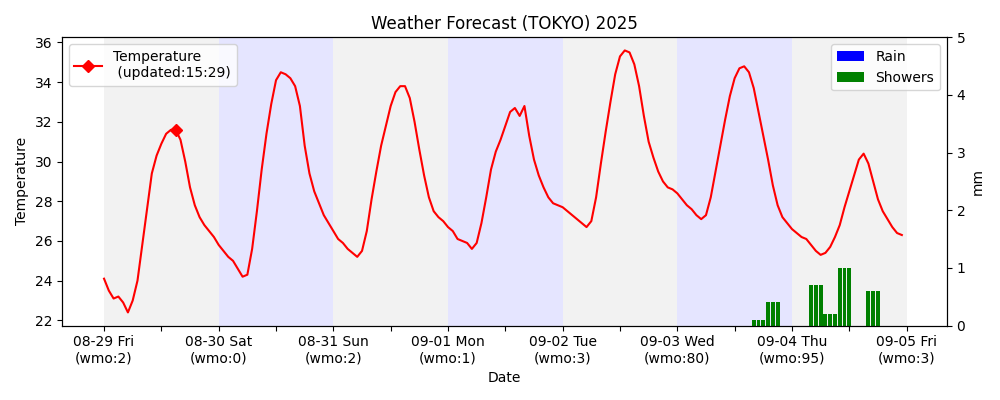 Weather Forecast (TOKYO) 2025
Temperature
(updated:15:29)
Rain
Showers
36
34
32
30
28
26
24
22
Temperature
5
4
3
2
1
0
mm
08-29 Fri
(wmo:2)
08-30 Sat
(wmo:0)
08-31 Sun
(wmo:2)
09-01 Mon
(wmo:1)
09-02 Tue
(wmo:3)
09-03 Wed
(wmo:80)
09-04 Thu
(wmo:95)
09-05 Fri
(wmo:3)
Date